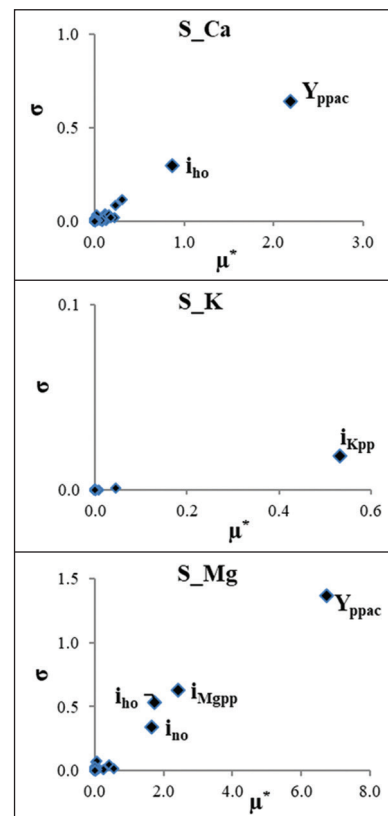 S_Ca
1.0
Y_ppac
σ
0.5
i_ho
0.0
0.0 1.0 2.0 3.0
μ*
S_K
0.1
σ
i_Kpp
0.0
0.0 0.2 0.4 0.6
μ*
S_Mg
1.5
Y_ppac
1.0
σ
i_ho i_Mgpp
0.5
i_no
0.0
0.0 2.0 4.0 6.0 8.0
μ*